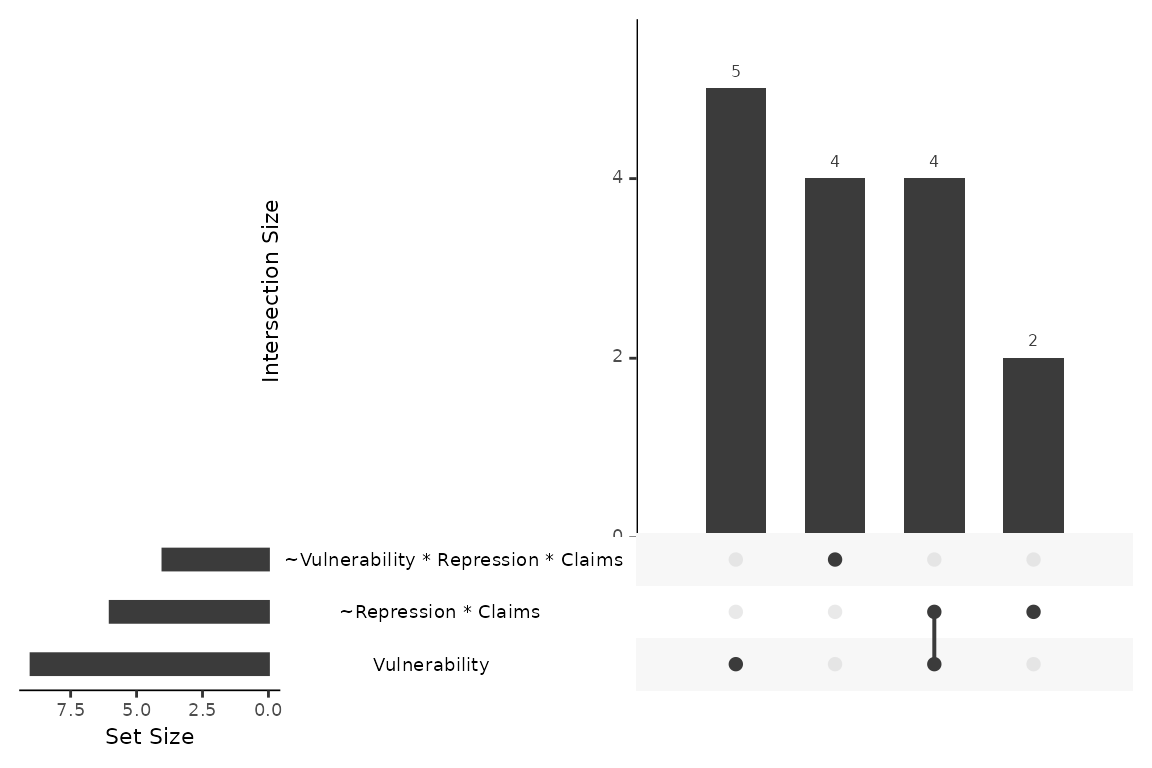 5
4
4
2
Intersection Size
4
2
0
~Vulnerability * Repression * Claims
~Repression * Claims
Vulnerability
7.5 5.0 2.5 0.0
Set Size